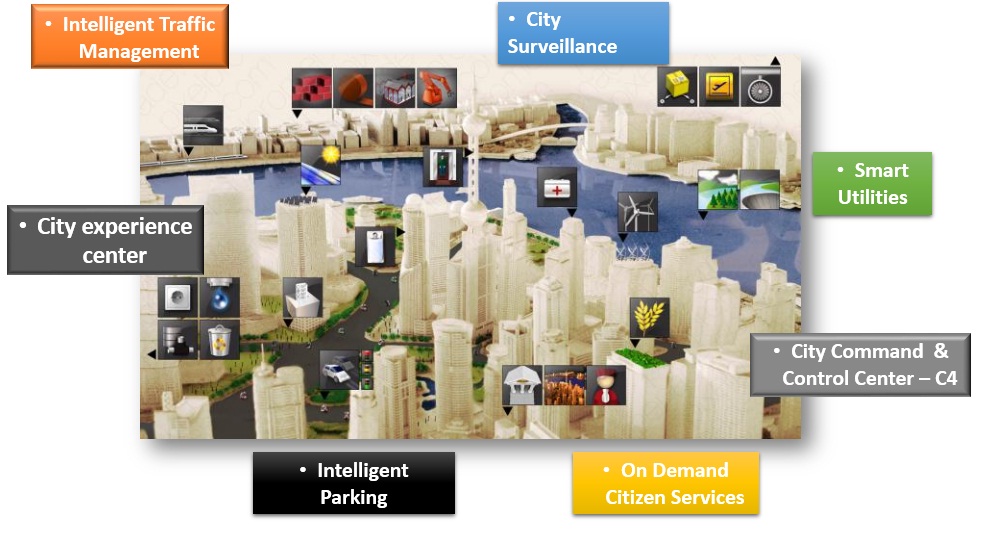 • Intelligent Traffic
Management
• City
Surveillance
• Smart
Utilities
• City experience
center
• City Command &
Control Center – C4
• Intelligent
Parking
• On Demand
Citizen Services